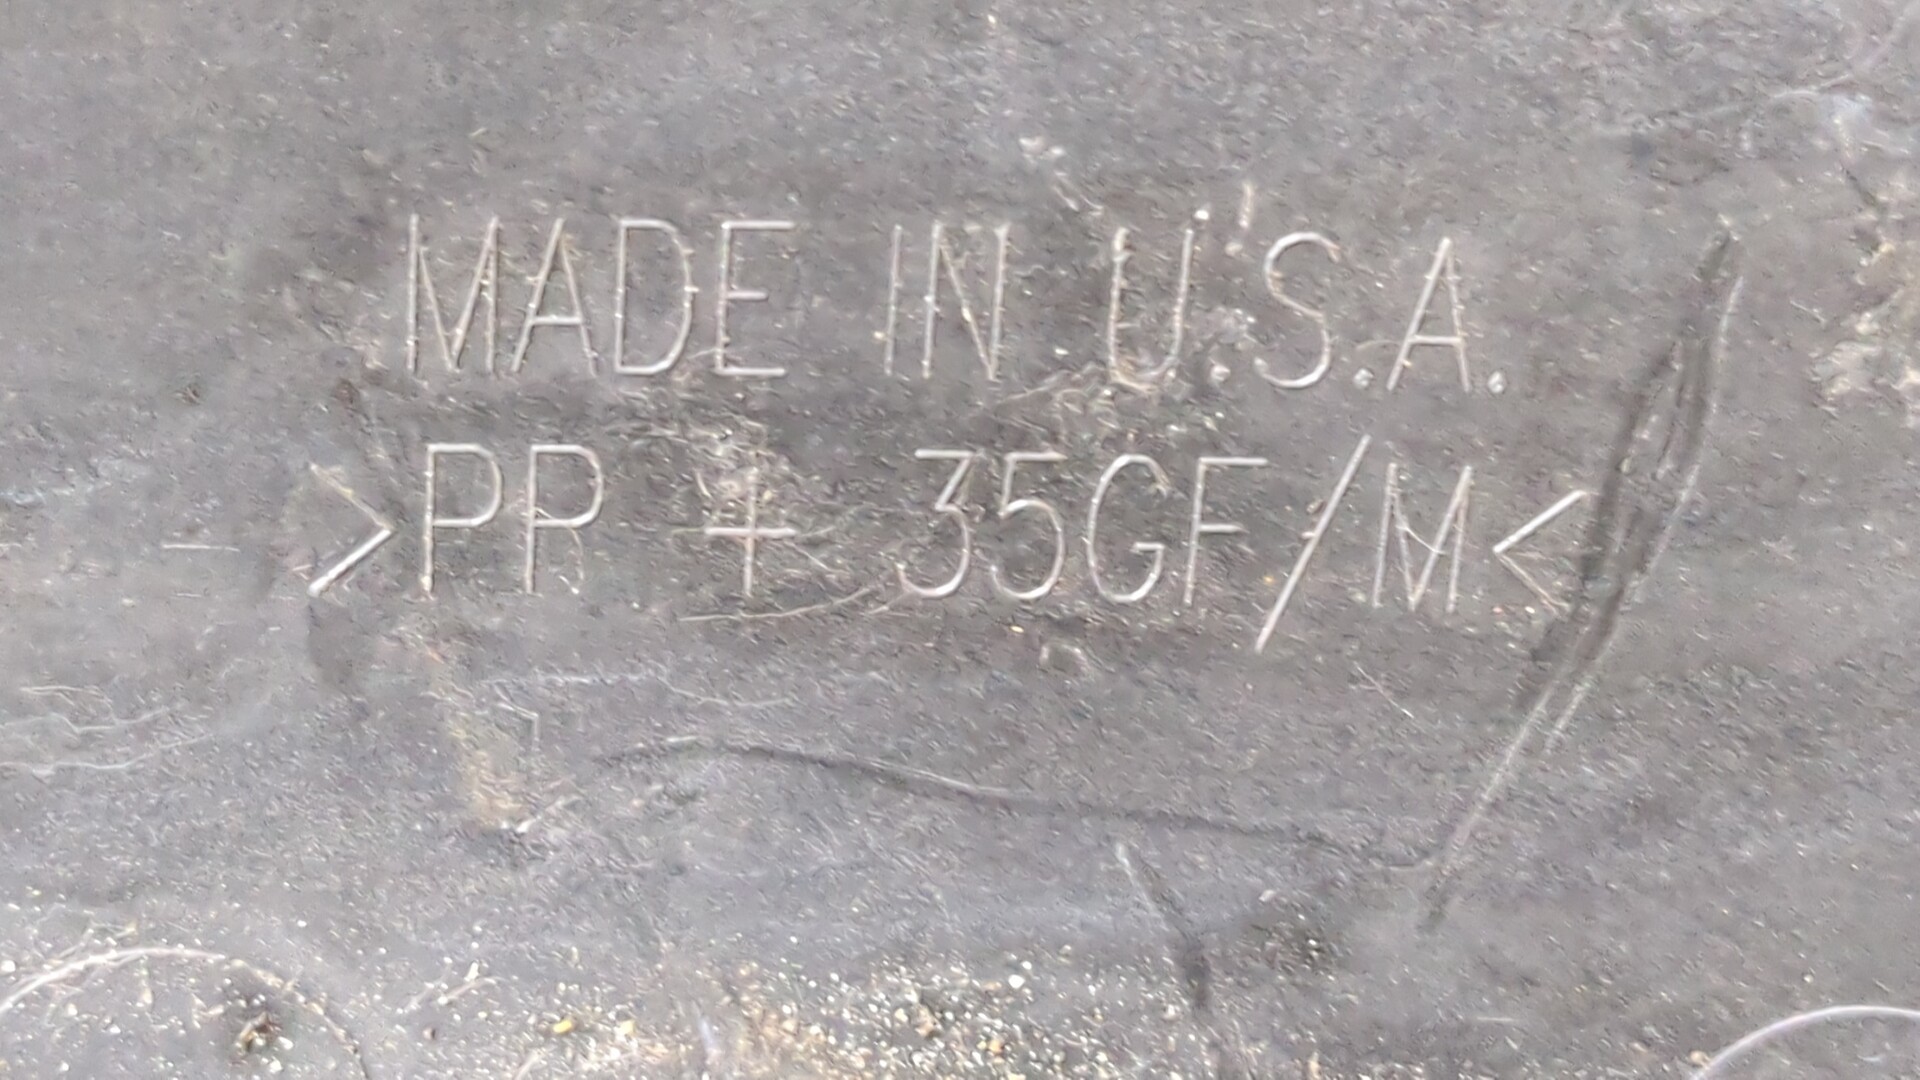 MADE IN U.S.A.
>PP + 35GF/M<